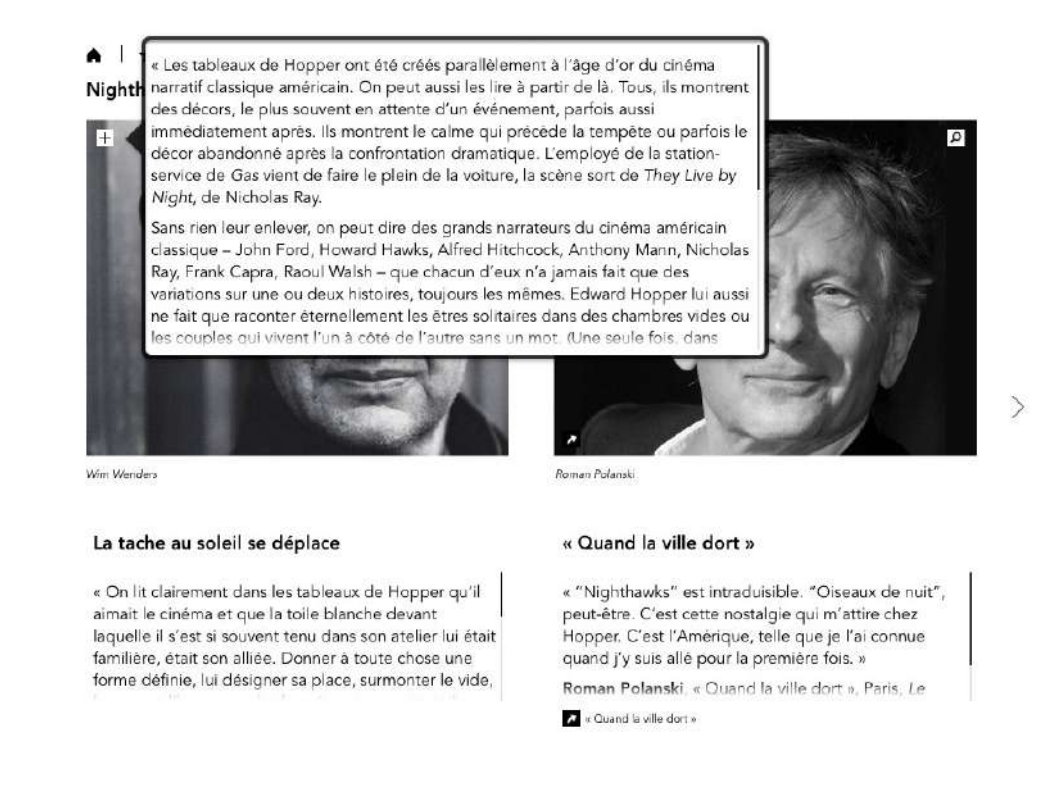 Nighth
« Les tableaux de Hopper ont été créés parallèlement à l'âge d'or du cinéma
narratif classique américain. On peut aussi les lire à partir de là. Tous, ils montrent
des décors, le plus souvent en attente d'un événement, parfois aussi
immédiatement après. Ils montrent le calme qui précède la tempête ou parfois le
décor abandonné après la confrontation dramatique. L'employé de la station-
service de Gas vient de faire le plein de la voiture, la scène sort de They Live by
Night, de Nicholas Ray.
Sans rien leur enlever, on peut dire des grands narrateurs du cinéma américain
classique – John Ford, Howard Hawks, Alfred Hitchcock, Anthony Mann, Nicholas
Ray, Frank Capra, Raoul Walsh – que chacun d'eux n'a jamais fait que des
variations sur une ou deux histoires, toujours les mêmes. Edward Hopper lui aussi
ne fait que raconter éternellement les êtres solitaires dans des chambres vides ou
les couples qui vivent l'un à côté de l'autre sans un mot. (Une seule fois, dans
Wim Wenders
Roman Polanski
La tache au soleil se déplace
« On lit clairement dans les tableaux de Hopper qu'il
aimait le cinéma et que la toile blanche devant
laquelle il s'est si souvent tenu dans son atelier lui était
familière, était son alliée. Donner à toute chose une
forme définie, lui désigner sa place, surmonter le vide,
« Quand la ville dort »
« "Nighthawks" est intraduisible. "Oiseaux de nuit",
peut-être. C'est cette nostalgie qui m'attire chez
Hopper. C'est l'Amérique, telle que je l'ai connue
quand j'y suis allé pour la première fois. »
Roman Polanski, « Quand la ville dort », Paris, Le
« Quand la ville dort »